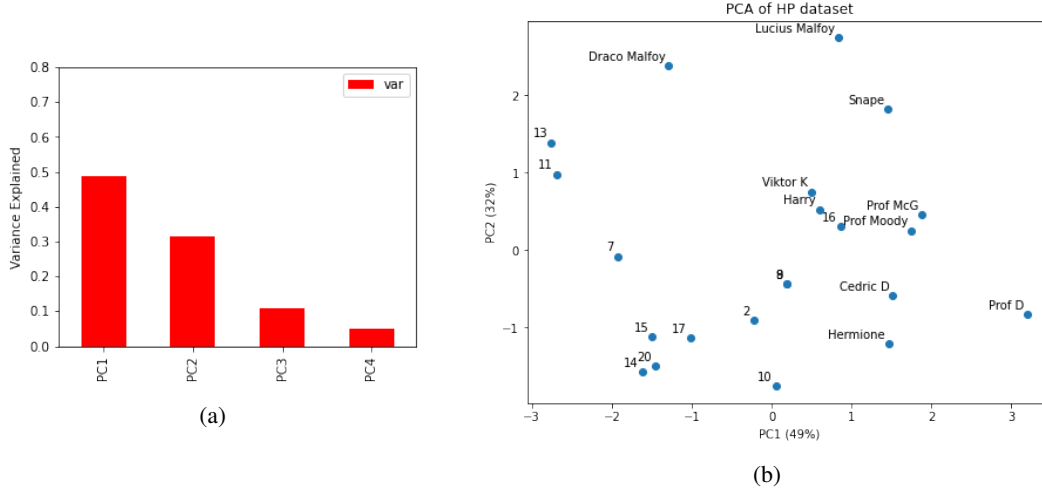 0.8
0.7
0.6
0.5
0.4
0.3
0.2
0.1
0.0
Variance Explained
var
PC1
PC2
PC3
PC4
(a)
PCA of HP dataset
Lucius Malfoy
Draco Malfoy
Snape
13
11
Viktor K
Harry
16
Prof McG
Prof Moody
7
Cedric D
Prof D
2
15
17
Hermione
14
20
10
2
1
0
−1
PC2 (32%)
−3
−2
−1
0
1
2
3
PC1 (49%)
(b)